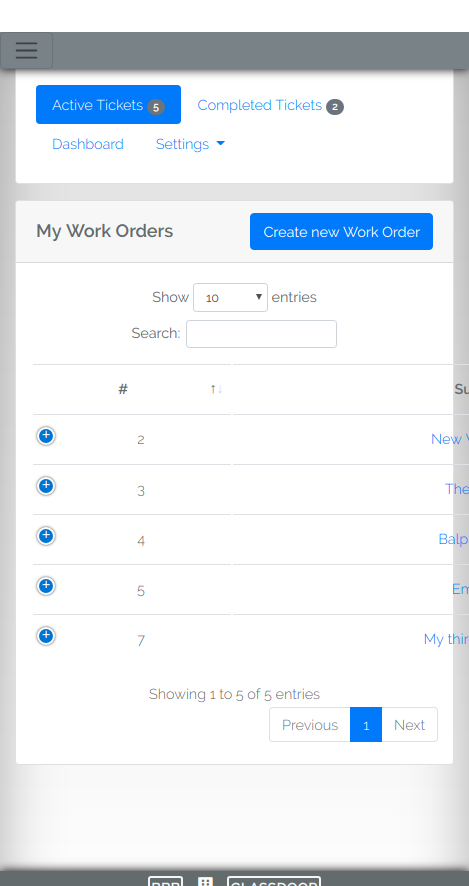 Active Tickets 5 Completed Tickets 2
Dashboard Settings
My Work Orders Create new Work Order
Show 10 entries
Search:
# ↑↓ Su
2 New
3 The
4 Balp
5 Em
7 My thir
Showing 1 to 5 of 5 entries
Previous 1 Next
GLASSDOOR